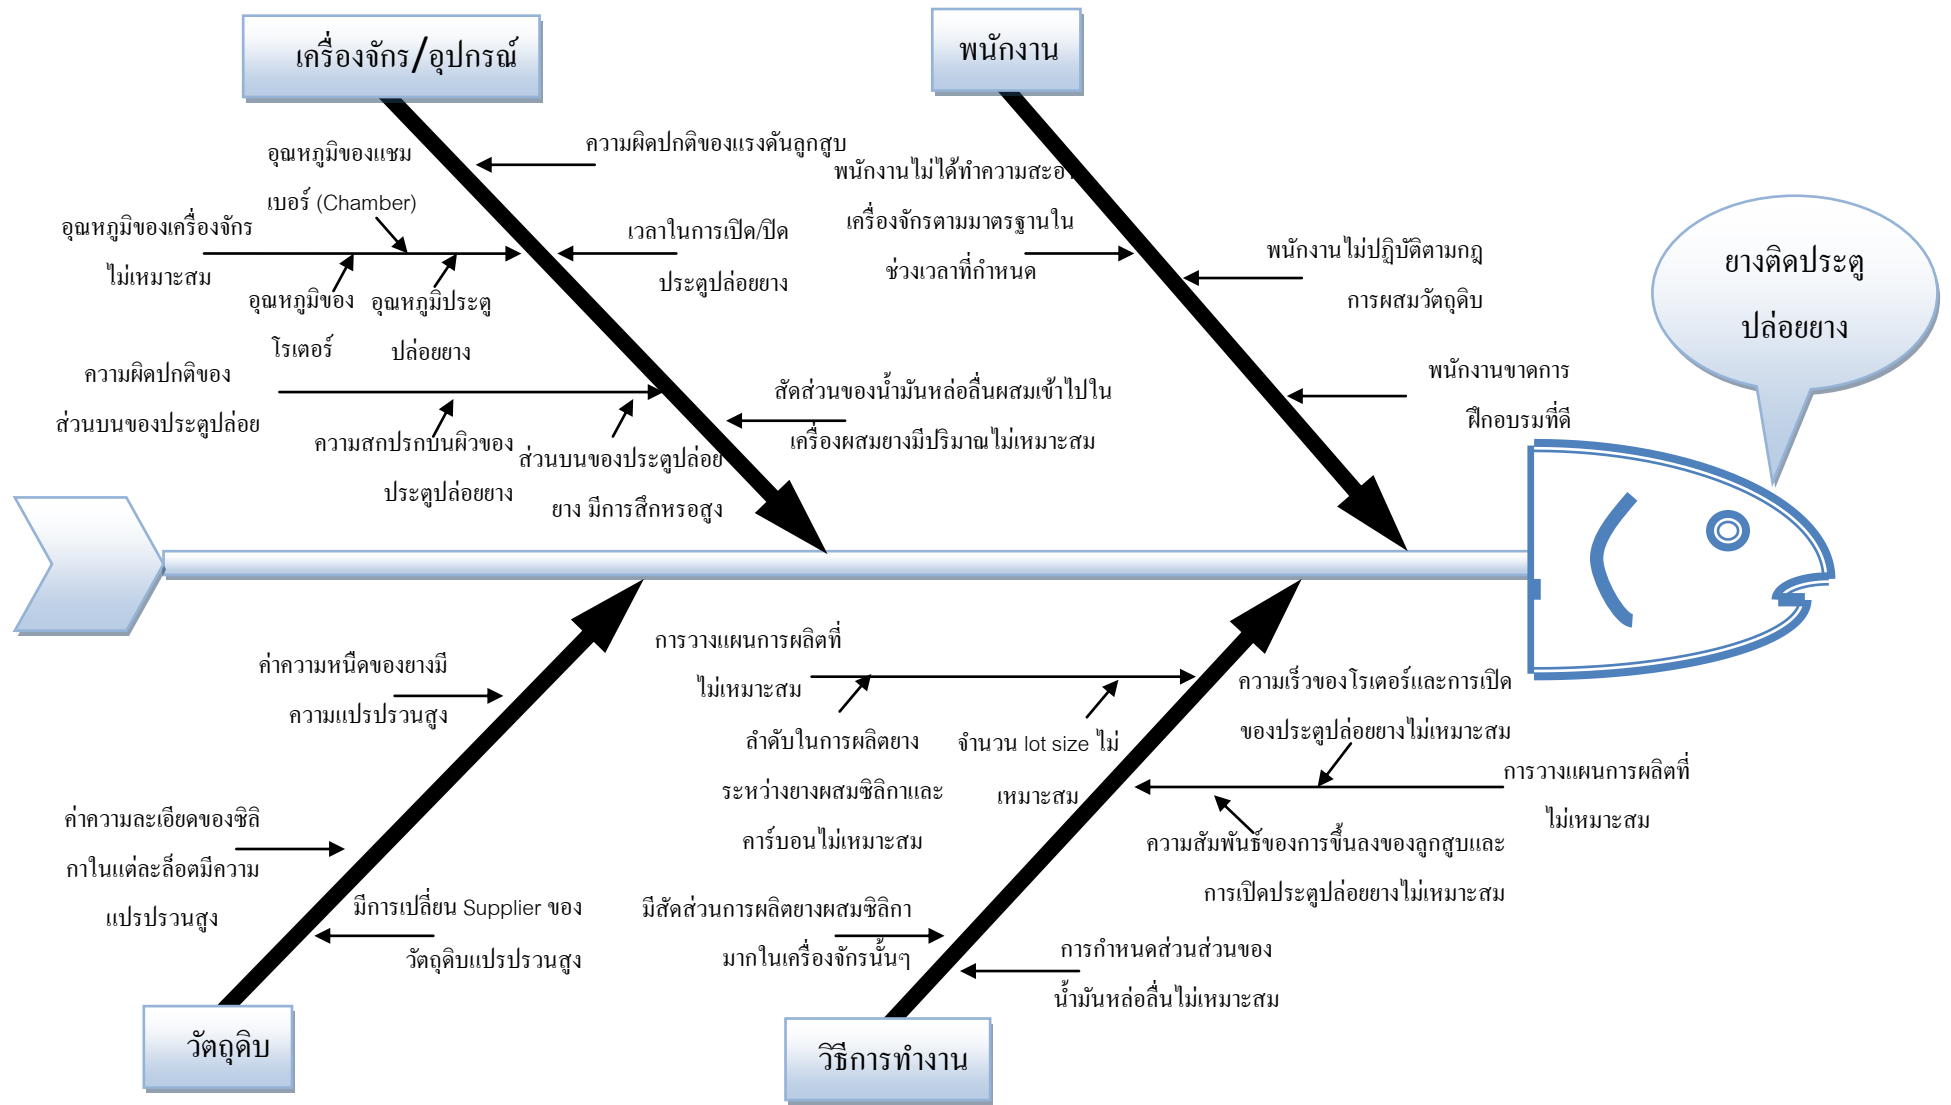 เครื่องจักร/อุปกรณ์
พนักงาน
ความผิดปกติของแรงดันลูกสูบ
อุณหภูมิของแชม
เบอร์ (Chamber)
อุณหภูมิของเครื่องจักร
ไม่เหมาะสม
เวลาในการเปิด/ปิด
ประตูปล่อยยาง
อุณหภูมิของ
โรเตอร์
อุณหภูมิประตู
ปล่อยยาง
ความผิดปกติของ
ส่วนบนของประตูปล่อย
ความสกปรกบนผิวของ
ประตูปล่อยยาง
ส่วนบนของประตูปล่อย
ยาง มีการสึกหรอสูง
สัดส่วนของน้ำมันหล่อลื่นผสมเข้าไปใน
เครื่องผสมยางมีปริมาณไม่เหมาะสม
พนักงานไม่ได้ทำความสะอา
เครื่องจักรตามมาตรฐานใน
ช่วงเวลาที่กำหนด
พนักงานไม่ปฏิบัติตามกฎ
การผสมวัตถุดิบ
พนักงานขาดการ
ฝึกอบรมที่ดี
ยางติดประตู
ปล่อยยาง
ค่าความหนืดของยางมี
ความแปรปรวนสูง
ค่าความละเอียดของซิลิ
กาในแต่ละล็อตมีความ
แปรปรวนสูง
มีการเปลี่ยน Supplier ของ
วัตถุดิบแปรปรวนสูง
วัตถุดิบ
การวางแผนการผลิตที่
ไม่เหมาะสม
ลำดับในการผลิตยาง
ระหว่างยางผสมซิลิกาและ
คาร์บอนไม่เหมาะสม
จำนวน lot size ไม่
เหมาะสม
ความเร็วของโรเตอร์และการเปิด
ของประตูปล่อยยางไม่เหมาะสม
การวางแผนการผลิตที่
ไม่เหมาะสม
ความสัมพันธ์ของการขึ้นลงของลูกสูบและ
การเปิดประตูปล่อยยางไม่เหมาะสม
มีสัดส่วนการผลิตยางผสมซิลิกา
มากในเครื่องจักรนั้นๆ
การกำหนดส่วนส่วนของ
น้ำมันหล่อลื่นไม่เหมาะสม
วิธีการทำงาน